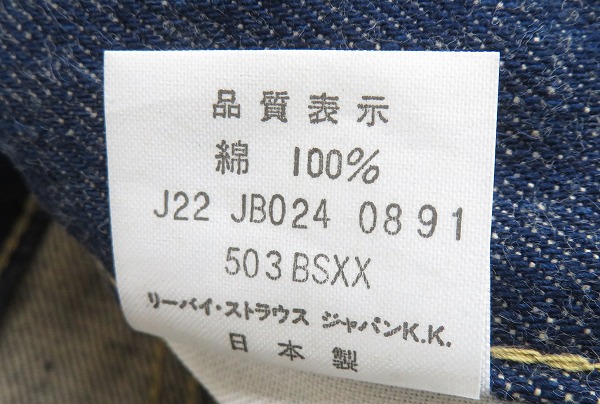 品質表示
綿 100%
J22 JB024 0891
503BSXX
リーバイ・ストラウス ジャパンK.K.
日本製